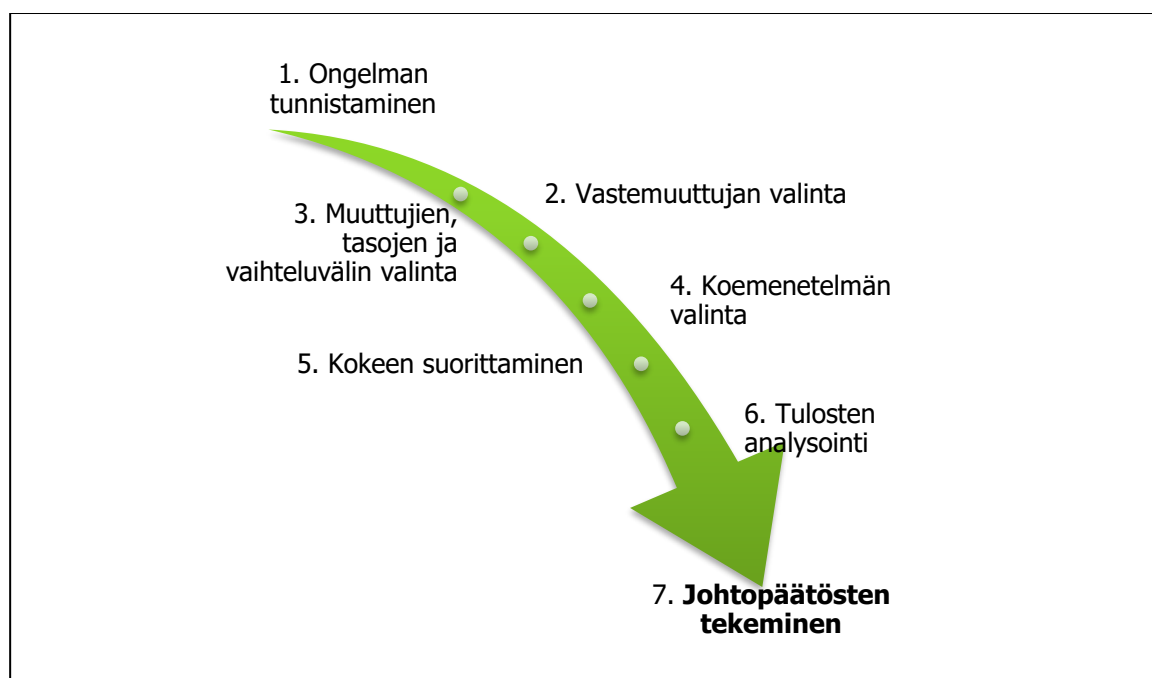 1. Ongelman
tunnistaminen
2. Vastemuuttujan valinta
3. Muuttujien,
tasojen ja
vaihteluvälin valinta
4. Koemenetelmän
valinta
5. Kokeen suorittaminen
6. Tulosten
analysointi
7. Johtopäätösten
tekeminen